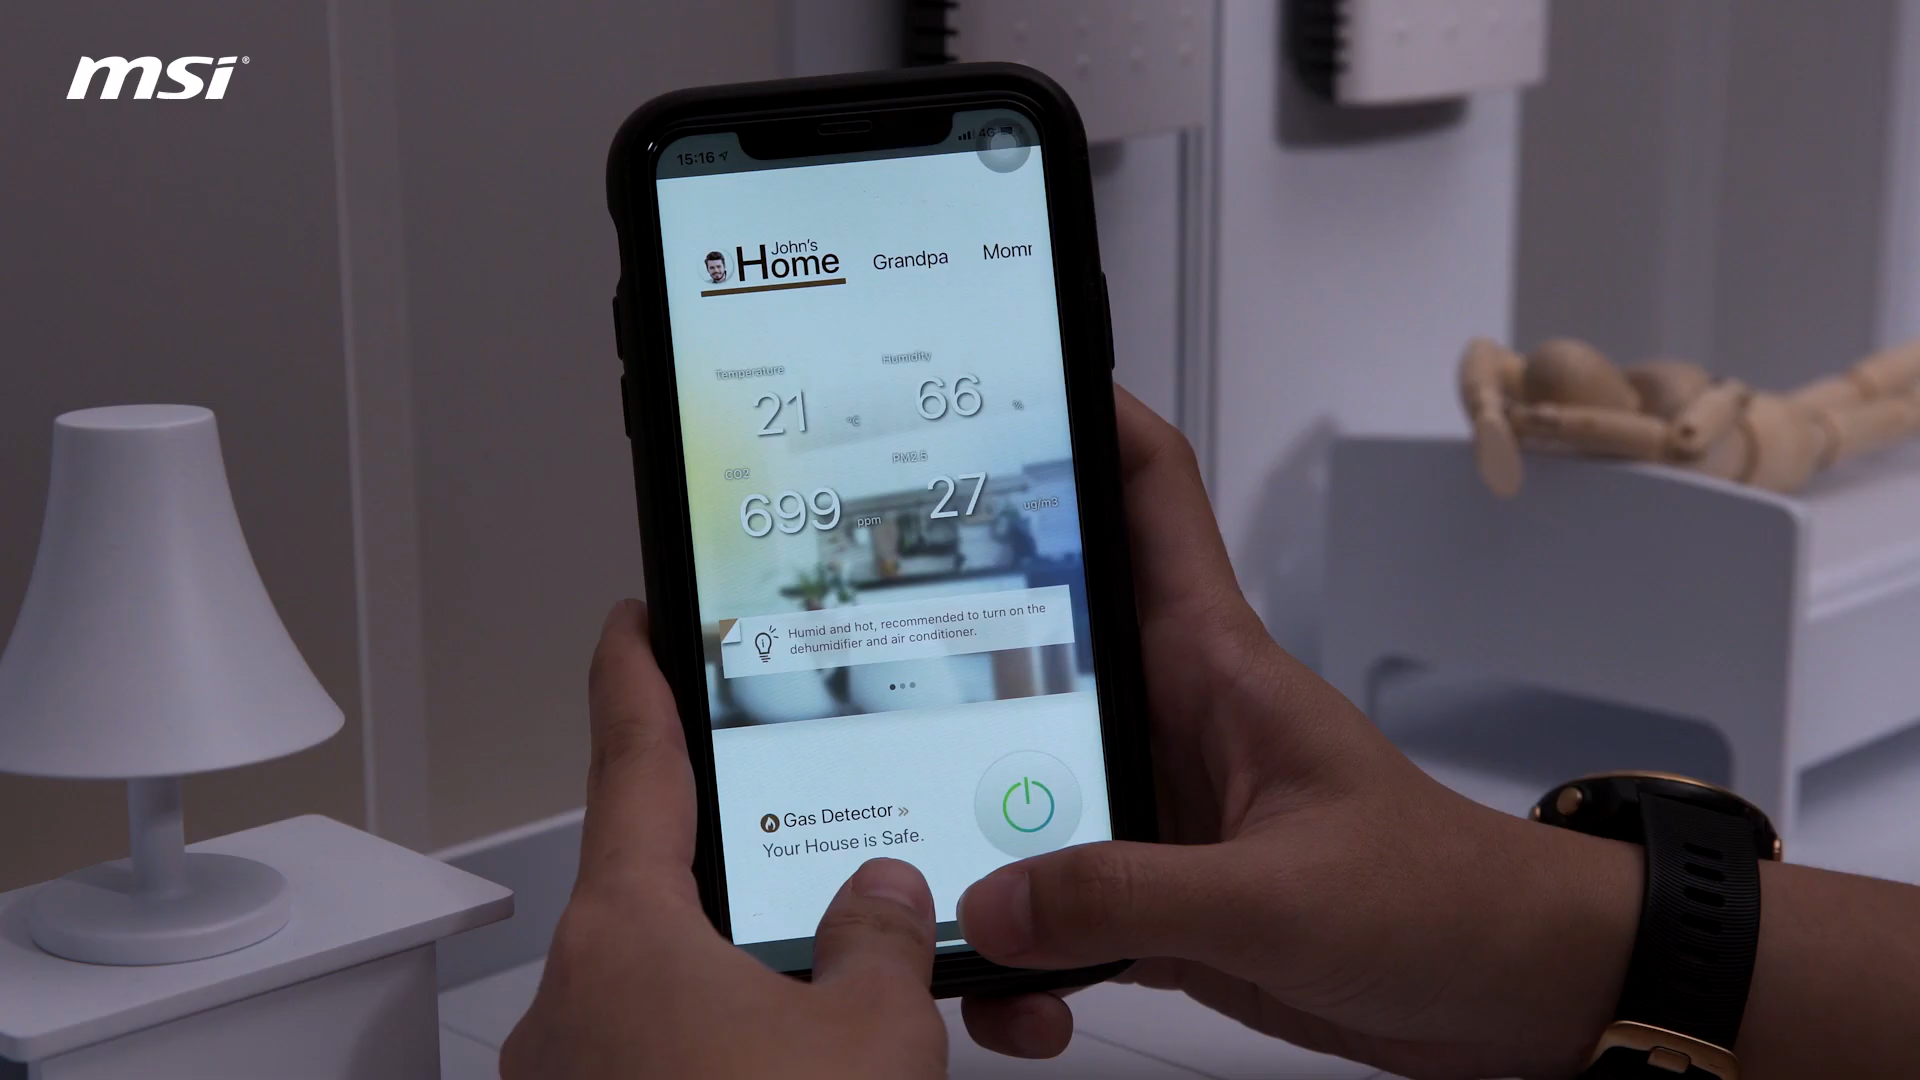 msi®
15:16
4G
John's
Home
Grandpa
Temperature
21 °C
Humidity
66 %
CO2
699 ppm
PM2.5
27 ug/m3
Humid and hot, recommended to turn on the
dehumidifier and air conditioner.
Gas Detector »
Your House is Safe.